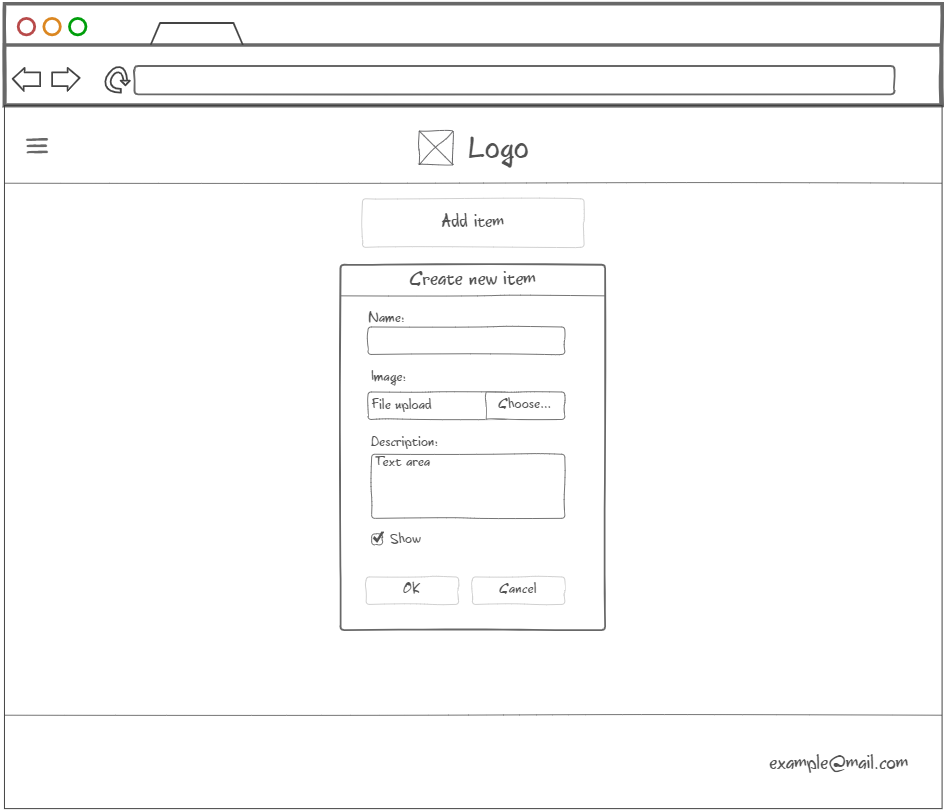 Logo
Add item
Create new item
Name:
Image:
File upload Choose...
Description:
Text area
Show
OK Cancel
example@mail.com